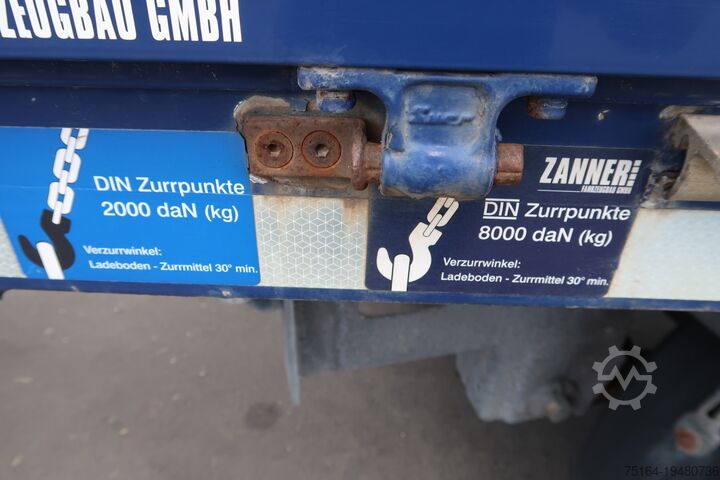 ZEUGBAU GMBH
DIN Zurrpunkte
2000 daN (kg)
Verzurrwinkel:
Ladeboden - Zurrmittel 30° min.
ZANNER
FAHRZEUGBAU GMBH
DIN Zurrpunkte
8000 daN (kg)
Verzurrwinkel:
Ladeboden - Zurrmittel 30° min.
75164-19480736